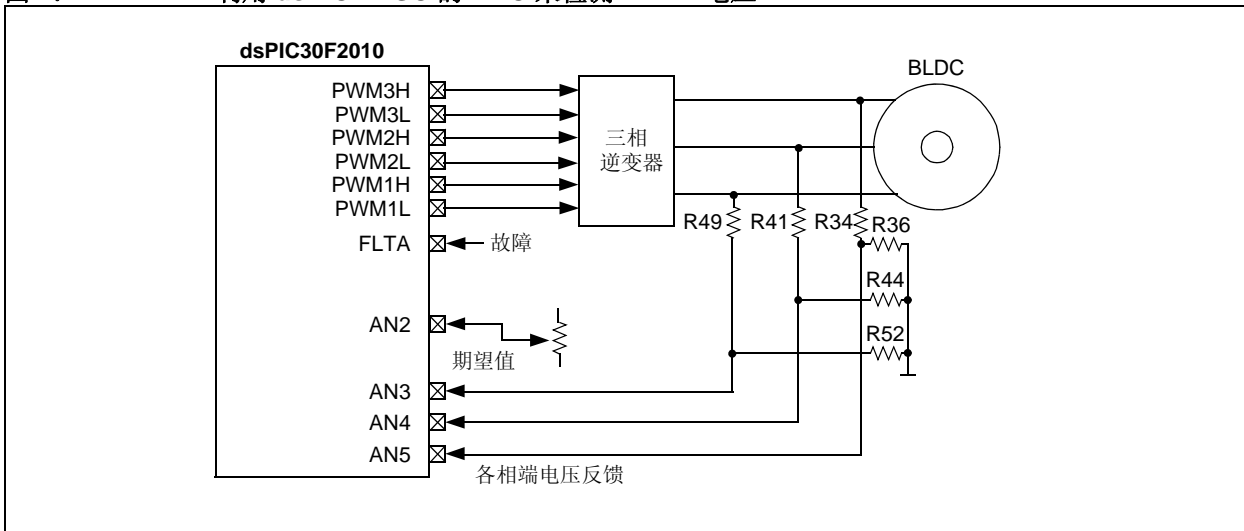 dsPIC30F2010
BLDC
PWM3H
PWM3L
PWM2H
PWM2L
PWM1H
PWM1L
三相
逆变器
R49
R41
R34
R36
FLTA
故障
R44
AN2
R52
期望值
AN3
AN4
AN5
各相端电压反馈